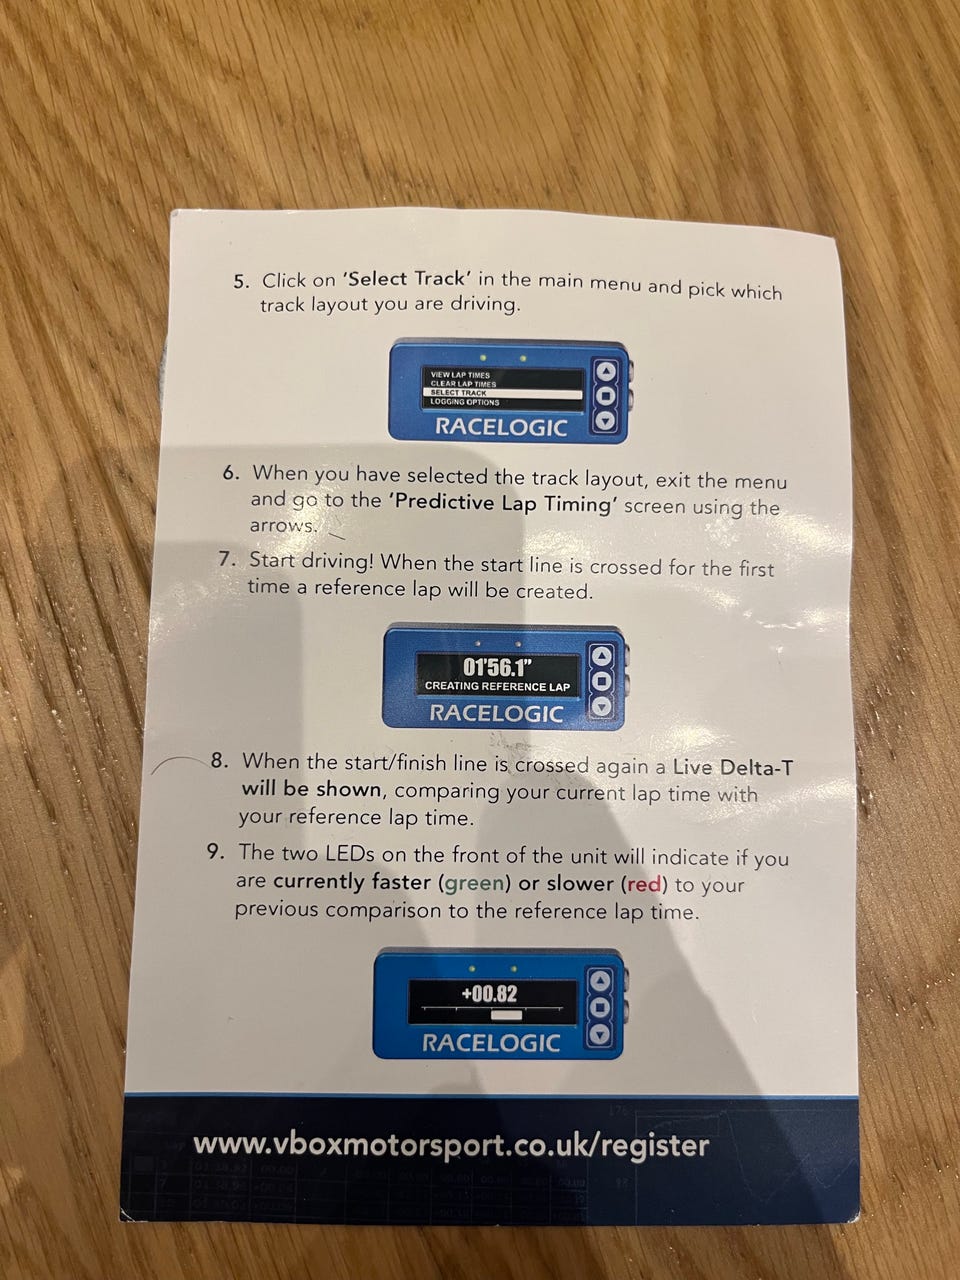 5. Click on 'Select Track' in the main menu and pick which
track layout you are driving.
VIEW LAP TIMES
CLEAR LAP TIMES
SELECT TRACK
LOGGING OPTIONS
RACELOGIC
6. When you have selected the track layout, exit the menu
and go to the 'Predictive Lap Timing' screen using the
arrows.
7. Start driving! When the start line is crossed for the first
time a reference lap will be created.
01'56.1"
CREATING REFERENCE LAP
RACELOGIC
8. When the start/finish line is crossed again a Live Delta-T
will be shown, comparing your current lap time with
your reference lap time.
9. The two LEDs on the front of the unit will indicate if you
are currently faster (green) or slower (red) to your
previous comparison to the reference lap time.
+00.82
RACELOGIC
www.vboxmotorsport.co.uk/register